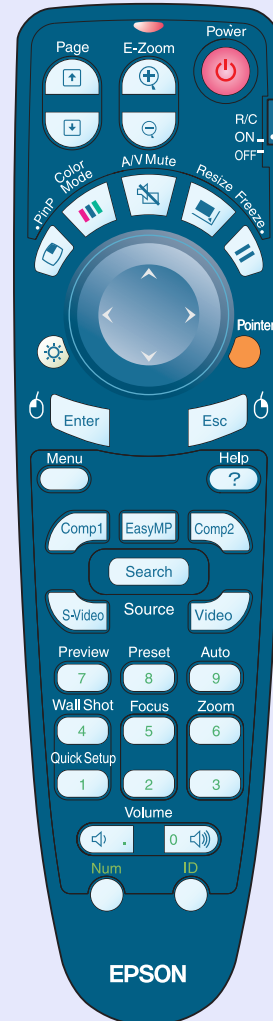 Page E-Zoom Power
R/C
ON
OFF
•PinP
Color
Mode
A/V Mute
Resize
Freeze•
Pointer
Enter Esc
Menu Help
?
Comp1 EasyMP Comp2
Search
S-Video Source Video
Preview Preset Auto
7 8 9
Wall Shot Focus Zoom
4 5 6
Quick Setup
1 2 3
Volume
. 0
Num ID
EPSON